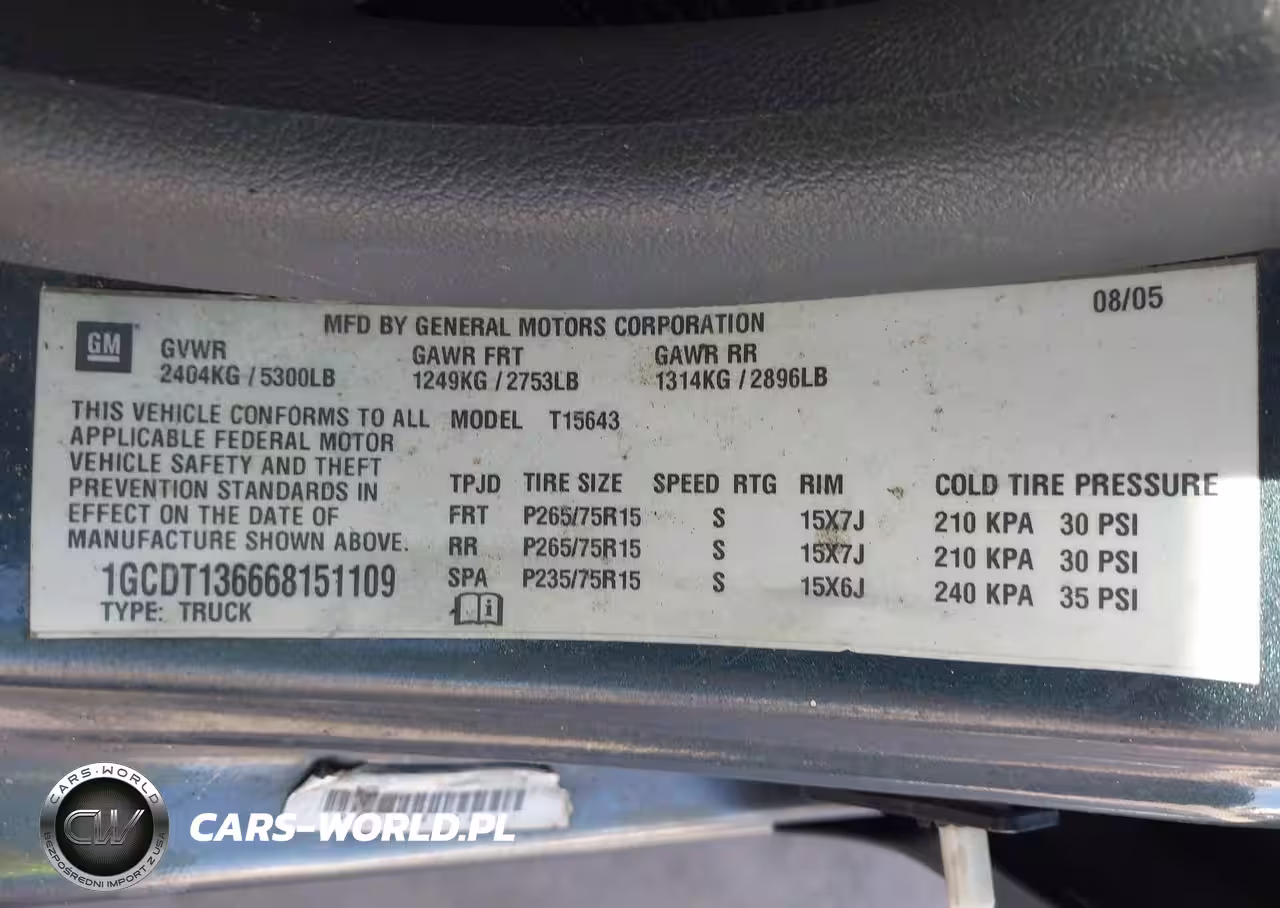 08/05
MFD BY GENERAL MOTORS CORPORATION
GM
GVWR GAWR FRT GAWR RR
2404KG / 5300LB 1249KG / 2753LB 1314KG / 2896LB
THIS VEHICLE CONFORMS TO ALL MODEL T15643
APPLICABLE FEDERAL MOTOR
VEHICLE SAFETY AND THEFT
PREVENTION STANDARDS IN TPJD TIRE SIZE SPEED RTG RIM COLD TIRE PRESSURE
EFFECT ON THE DATE OF FRT P265/75R15 S 15X7J 210 KPA 30 PSI
MANUFACTURE SHOWN ABOVE. RR P265/75R15 S 15X7J 210 KPA 30 PSI
1GCDT136668151109 SPA P235/75R15 S 15X6J 240 KPA 35 PSI
TYPE: TRUCK
CARS-WORLD
CW
BEZPOŚREDNI IMPORT Z USA
CARS-WORLD.PL